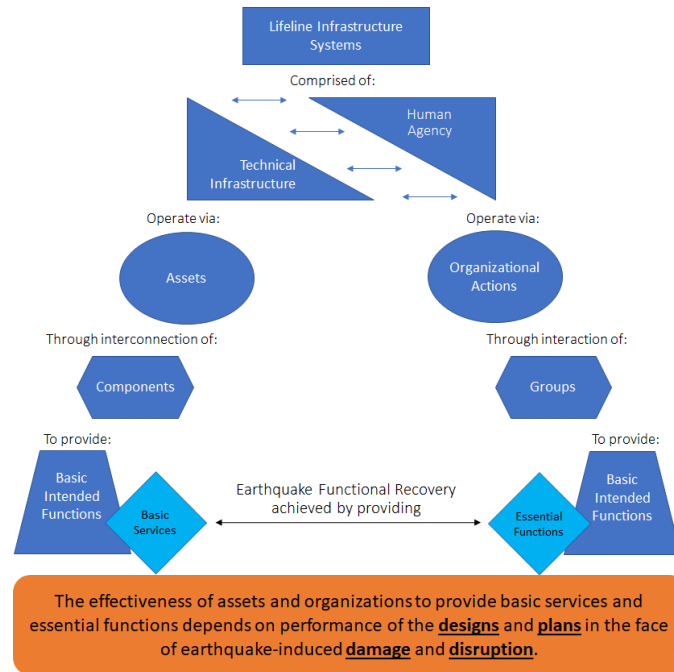 Lifeline Infrastructure
Systems
Comprised of:
Human
Agency
Technical
Infrastructure
Operate via:
Operate via:
Assets
Organizational
Actions
Through interconnection of:
Through interaction of:
Components
Groups
To provide:
To provide:
Basic
Intended
Functions
Basic
Services
Earthquake Functional Recovery
achieved by providing
Essential
Functions
Basic
Intended
Functions
The effectiveness of assets and organizations to provide basic services and
essential functions depends on performance of the designs and plans in the face
of earthquake-induced damage and disruption.